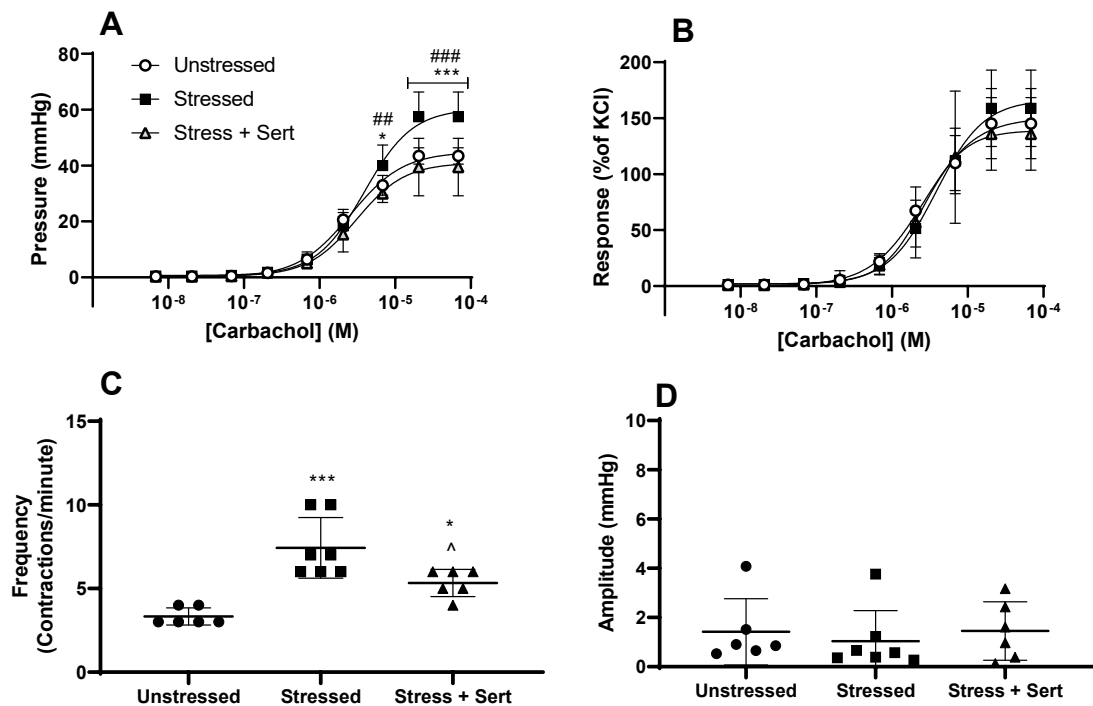 A
Pressure (mmHg)
80
60
40
20
0
Unstressed
Stressed
Stress + Sert
##
*
###
***
10-8
10-7
10-6
10-5
10-4
[Carbachol] (M)
B
Response (%of KCl)
200
150
100
50
0
10-8
10-7
10-6
10-5
10-4
[Carbachol] (M)
C
Frequency
(Contractions/minute)
15
10
5
0
***
*
^
Unstressed
Stressed
Stress + Sert
D
Amplitude (mmHg)
10
8
6
4
2
0
Unstressed
Stressed
Stress + Sert